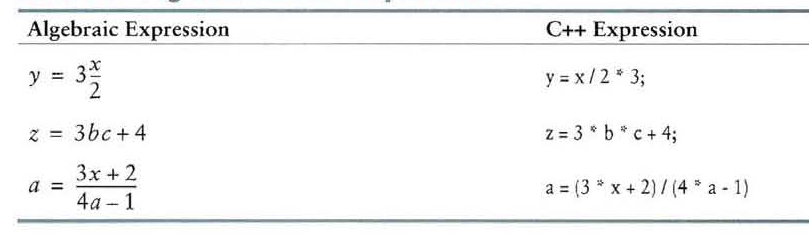 Algebraic Expression C++ Expression
y = 3x/2 y = x / 2 * 3;
z = 3bc + 4 z = 3 * b * c + 4;
a = 3x + 2 / 4a – 1 a = (3 * x + 2) / (4 * a - 1)